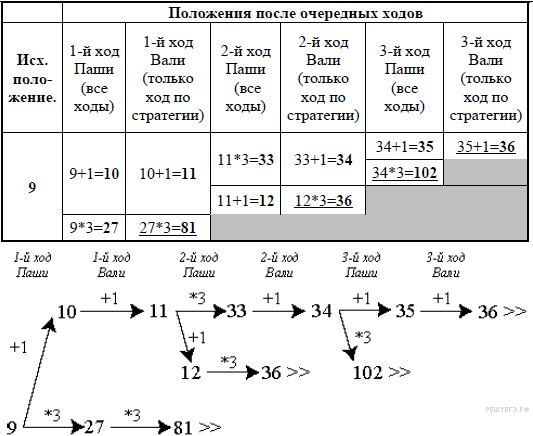 Положения после очередных ходов
Исх. поло-жение.
1-й ход Паши (все ходы)
1-й ход Вали (только ход по стратегии)
2-й ход Паши (все ходы)
2-й ход Вали (только ход по стратегии)
3-й ход Паши (все ходы)
3-й ход Вали (только ход по стратегии)
9
9+1=10
10+1=11
11*3=33
33+1=34
34+1=35
35+1=36
34*3=102
11+1=12
12*3=36
9*3=27
27*3=81
1-й ход Паши
1-й ход Вали
2-й ход Паши
2-й ход Вали
3-й ход Паши
3-й ход Вали
10 +1 11 *3 33 +1 34 +1 35 +1 36 >>
+1 +1 *3
12 *3 36 >> 102 >>
9 *3 27 *3 81 >>
РЕШУЕГЭ.РФ